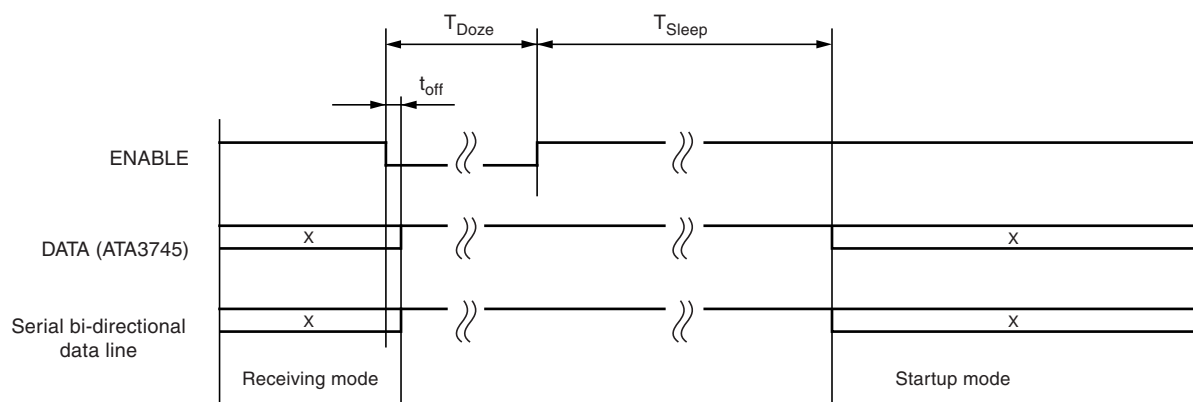 T_Doze T_Sleep
t_off
ENABLE
DATA (ATA3745) X X
Serial bi-directional X X
data line
Receiving mode Startup mode